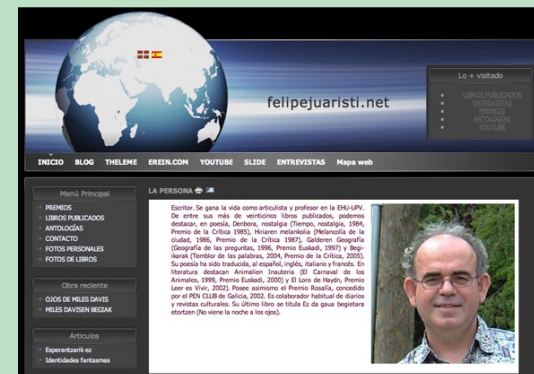 Lo + visitado
LIBROS PUBLICADOS
ENTREVISTAS
PREMIOS
ANTOLOGÍAS
YOUTUBE
felipejuaristi.net
INICIO BLOG THELEME EREIN.COM YOUTUBE SLIDE ENTREVISTAS Mapa web
Menú Principal
PREMIOS
LIBROS PUBLICADOS
ANTOLOGÍAS
CONTACTO
FOTOS PERSONALES
FOTOS DE LIBROS
Obra reciente
OJOS DE MILES DAVIS
MILES DAVISEN BEGIAK
Articulos
Esperantzarik ez
Identidades fantasmas
LA PERSONA
Escritor. Se gana la vida como articulista y profesor en la EHU-UPV.
De entre sus más de veinticinco libros publicados, podemos
destacar, en poesía, Denbora, nostalgia (Tiempo, nostalgia, 1984,
Premio de la Crítica 1985), Hiriaren melankolia (Melancolía de la
ciudad, 1986, Premio de la Crítica 1987), Galderen Geografia
(Geografía de las preguntas, 1996, Premio Euskadi, 1997) y Begi-
ikarak (Temblor de las palabras, 2004, Premio de la Crítica, 2005).
Su poesía ha sido traducida, al español, inglés, italiano y francés. En
literatura destacan Animalien Inauteria (El Carnaval de los
Animales, 1999, Premio Euskadi, 2000) y El Loro de Haydn, Premio
Leer es Vivir, 2002). Posee asimismo el Premio Rosalía, concedido
por el PEN CLUB de Galicia, 2002. Es colaborador habitual de diarios
y revistas culturales. Su último libro se titula Ez da gaua begietara
etortzen (No viene la noche a los ojos).